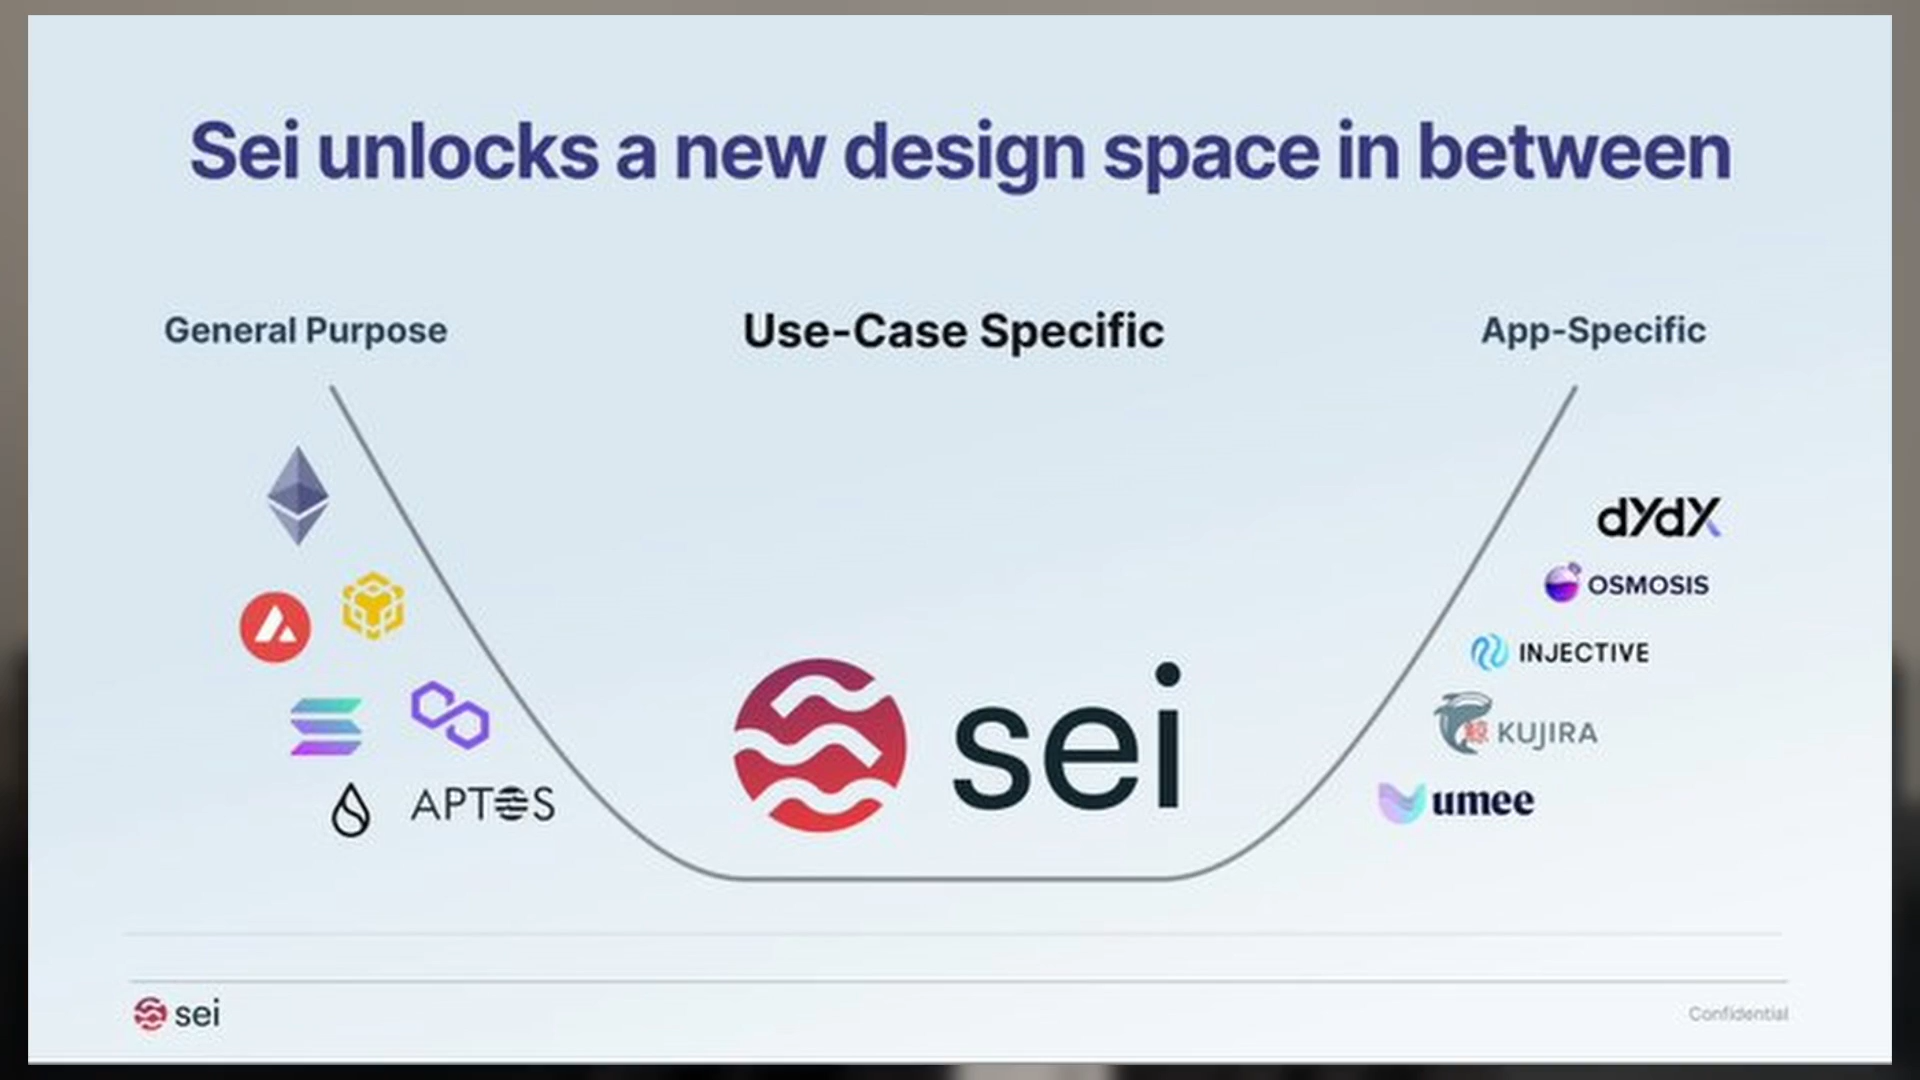 Sei unlocks a new design space in between
General Purpose
Use-Case Specific
App-Specific
dYdX
OSMOSIS
INJECTIVE
鯨 KUJIRA
umee
APTOS
sei
sei
Confidential